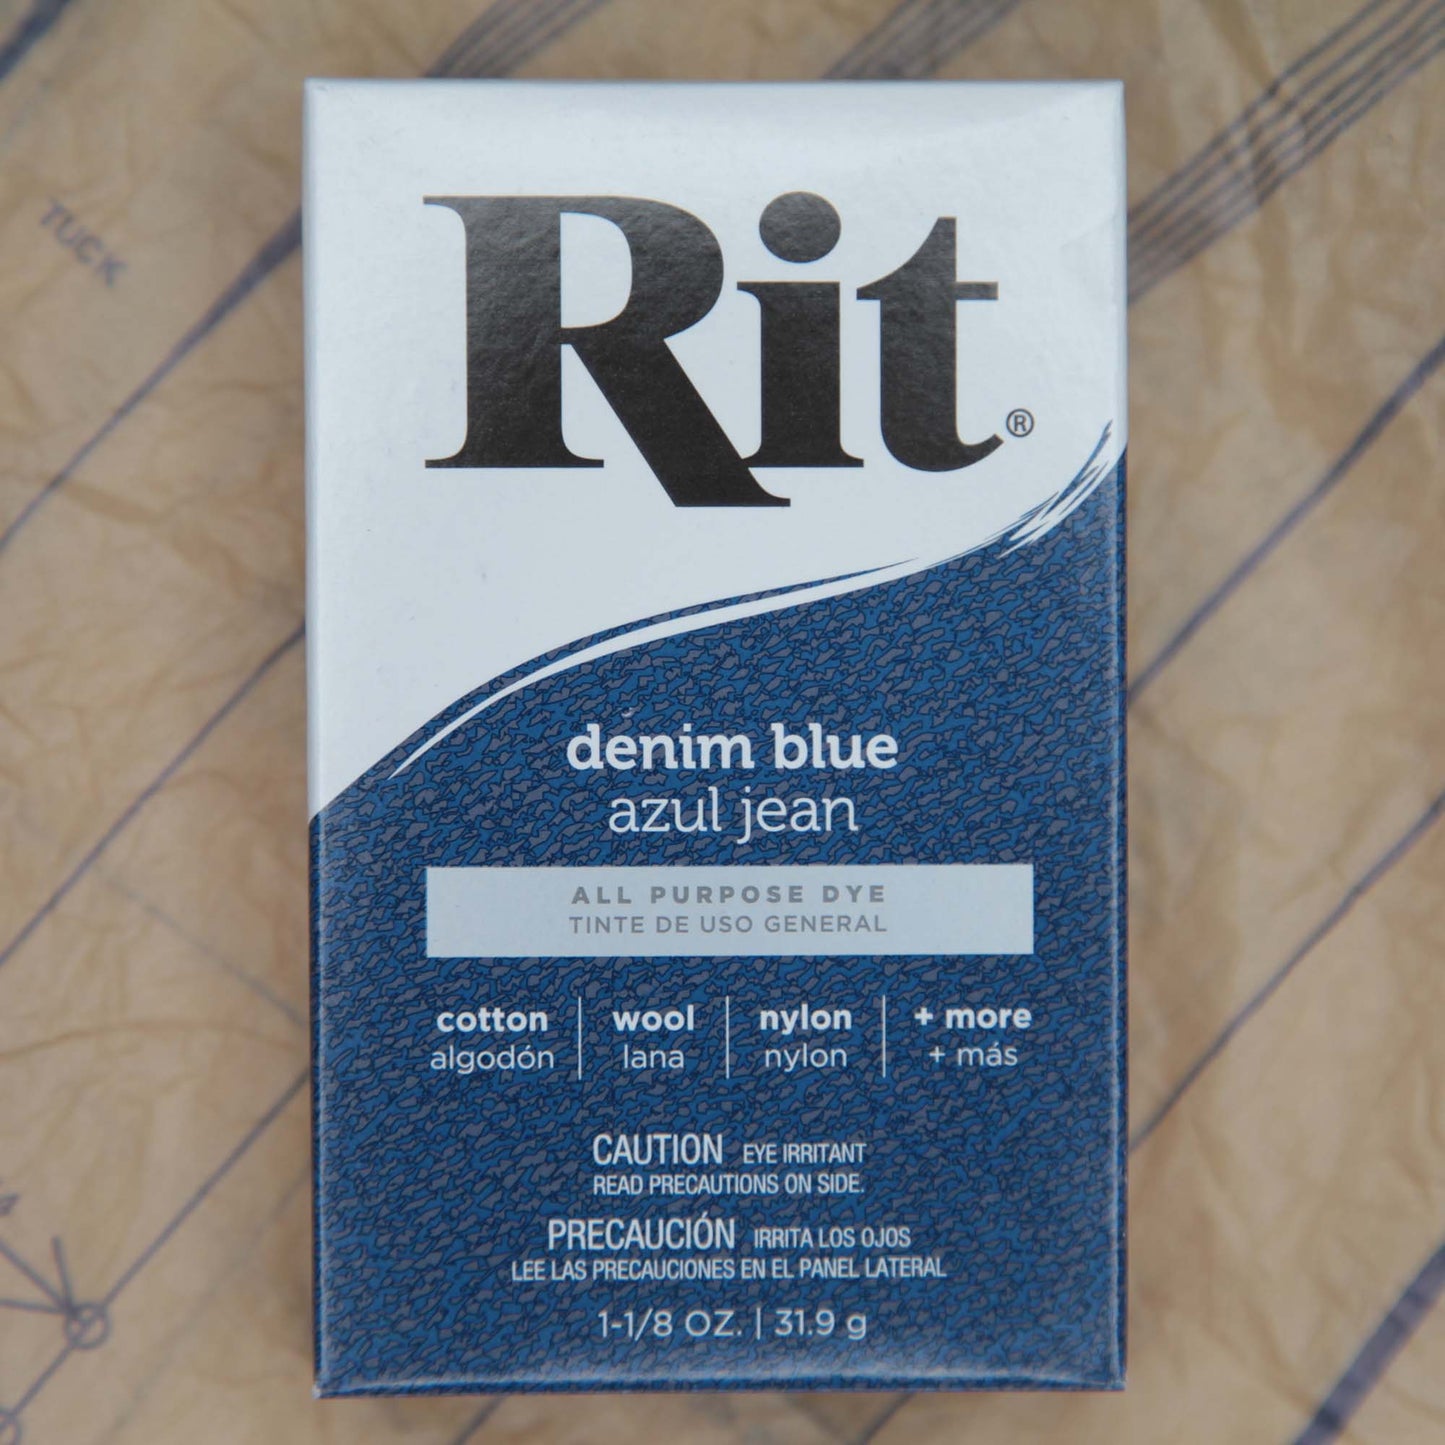 TUCK
Rit®
denim blue
azul jean
ALL PURPOSE DYE
TINTE DE USO GENERAL
cotton | wool | nylon | + more
algodón | lana | nylon | + más
CAUTION EYE IRRITANT
READ PRECAUTIONS ON SIDE.
PRECAUCIÓN IRRITA LOS OJOS
LEE LAS PRECAUCIONES EN EL PANEL LATERAL
1-1/8 OZ. | 31.9 g